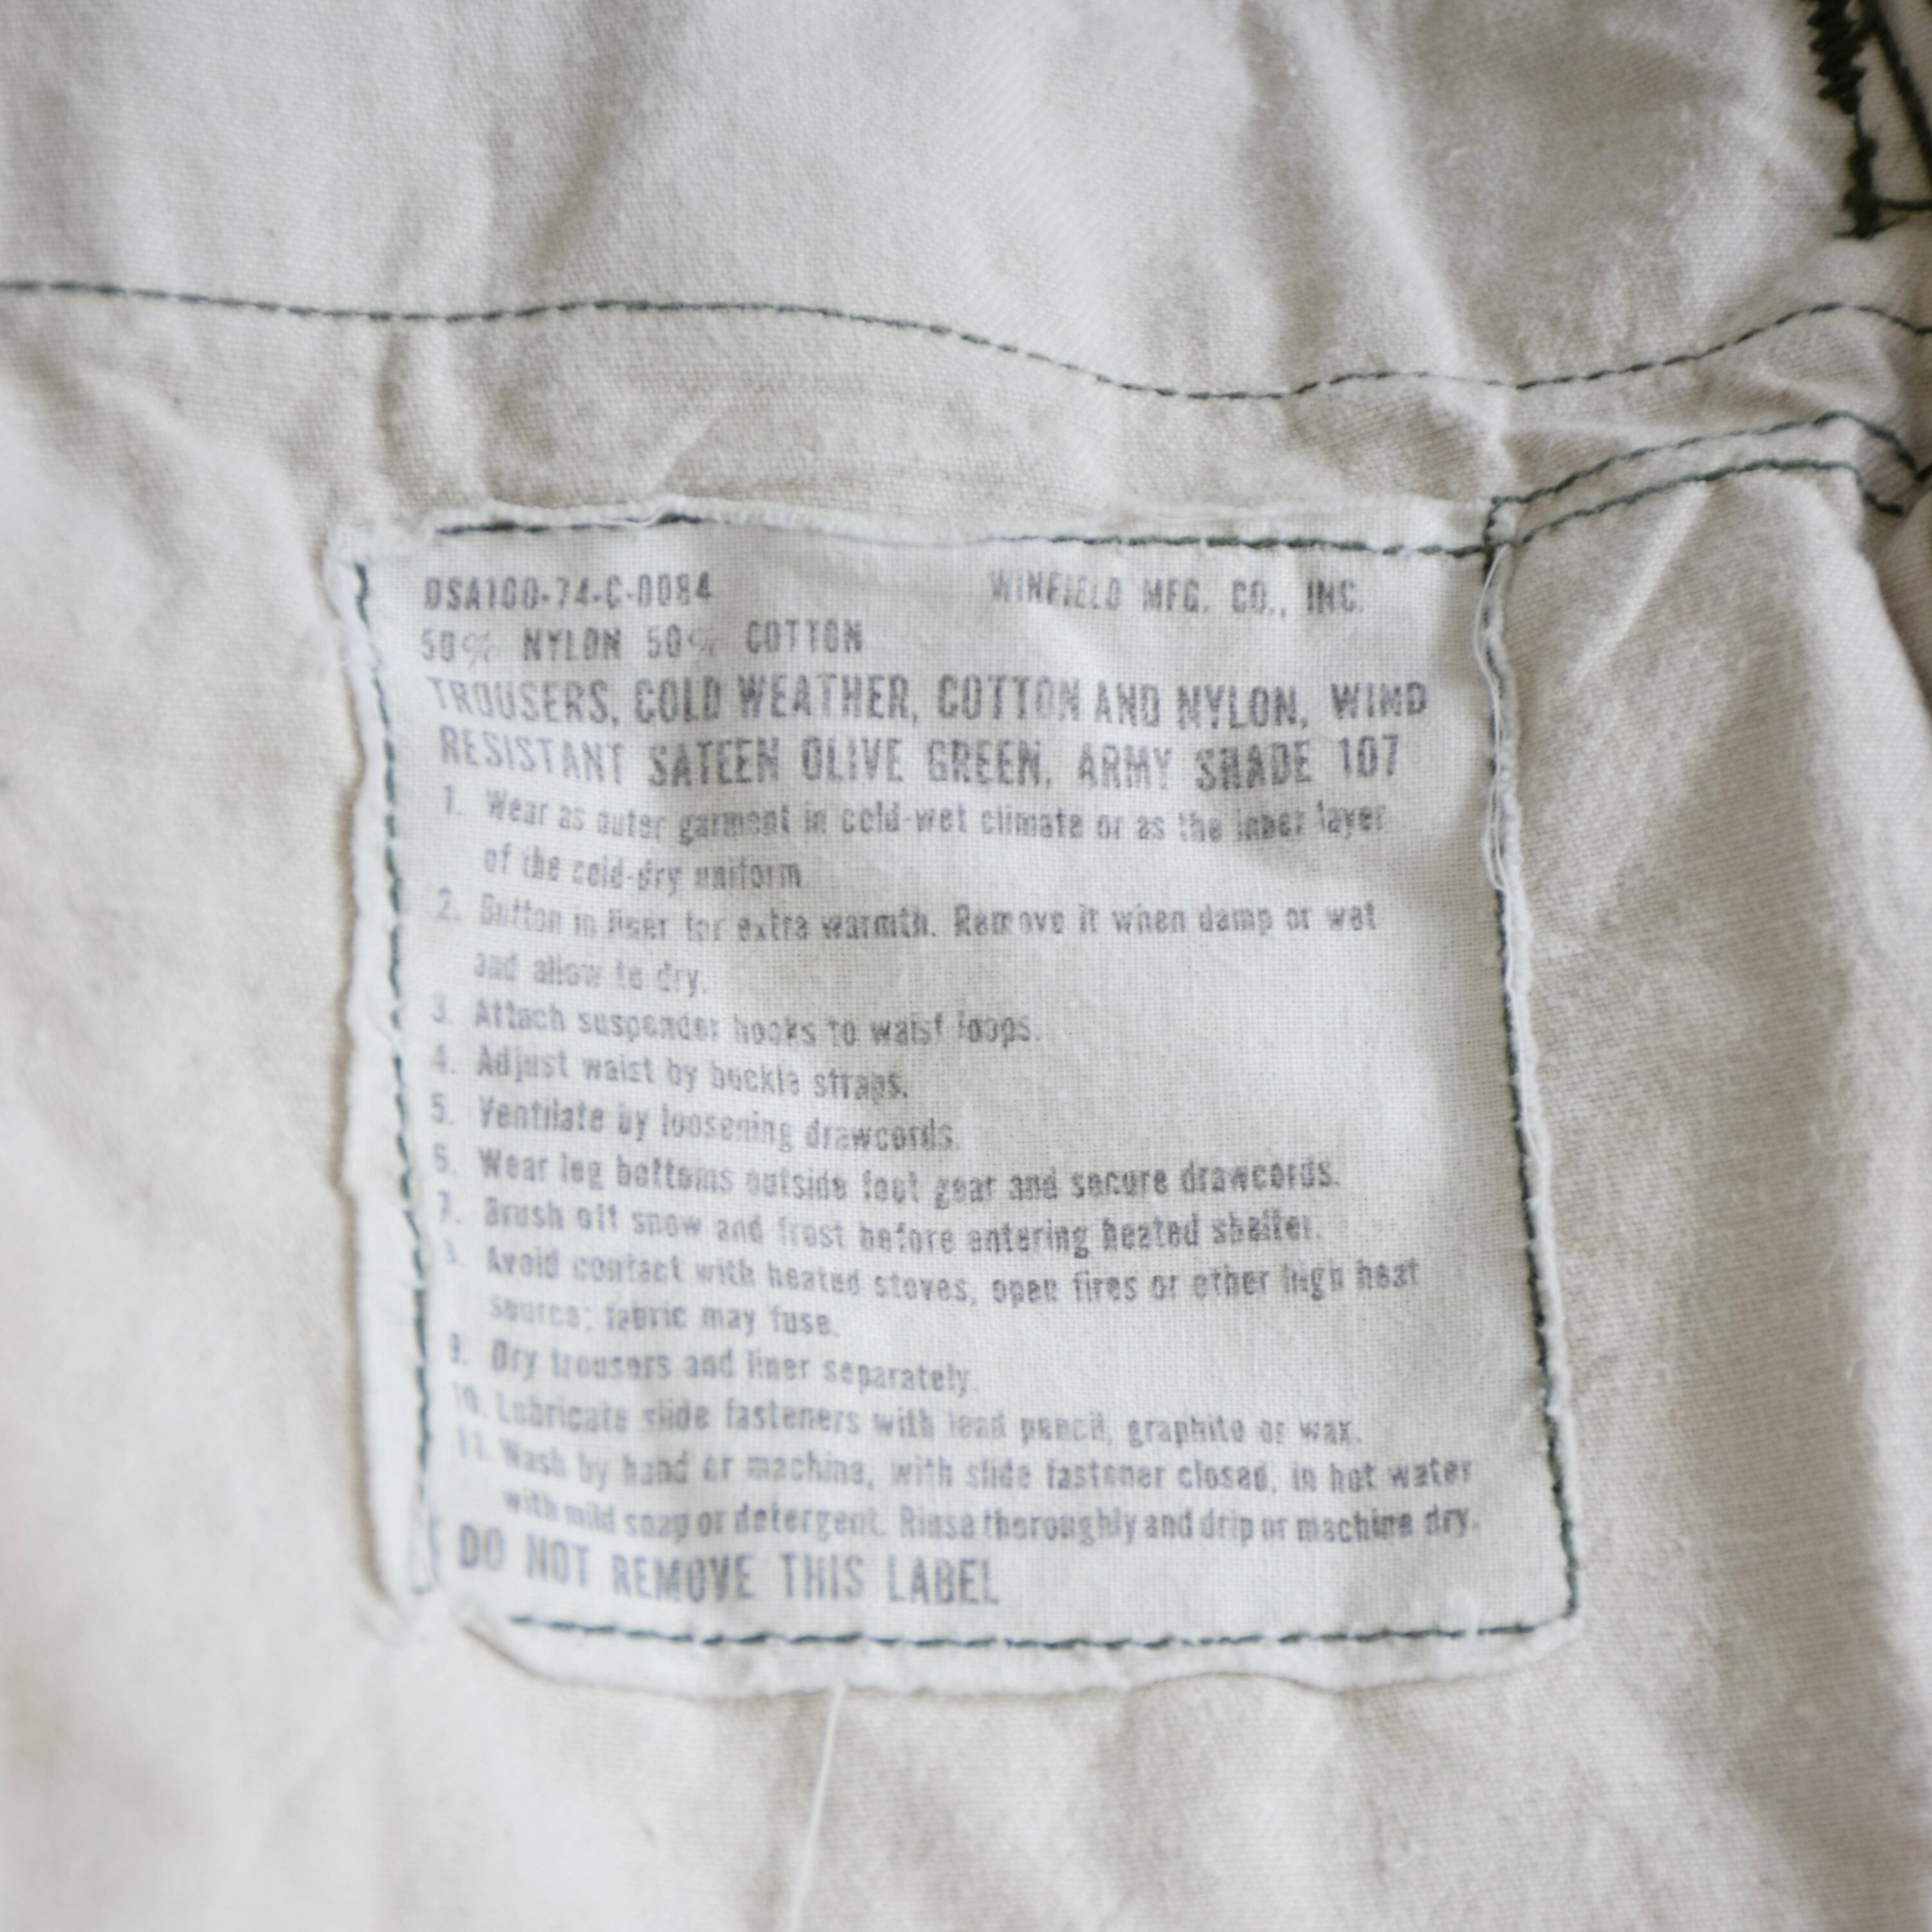 DSA100-74-C-0084 WINFIELD MFG. CO., INC.
50% NYLON 50% COTTON
TROUSERS, COLD WEATHER, COTTON AND NYLON, WIND
RESISTANT SATEEN OLIVE GREEN, ARMY SHADE 107
1. Wear as outer garment in cold-wet climate or as the inner layer
of the cold-dry uniform
2. Button in liner for extra warmth. Remove it when damp or wet
and allow to dry.
3. Attach suspender hooks to waist loops.
4. Adjust waist by buckle straps.
5. Ventilate by loosening drawcords.
6. Wear leg bottoms outside foot gear and secure drawcords.
7. Brush off snow and frost before entering heated shelter.
8. Avoid contact with heated stoves, open fires or other high heat
source; fabric may fuse.
9. Dry trousers and liner separately.
10. Lubricate slide fasteners with lead pencil, graphite or wax.
11. Wash by hand or machine, with slide fastener closed, in hot water
with mild soap or detergent. Rinse thoroughly and drip or machine dry.
DO NOT REMOVE THIS LABEL